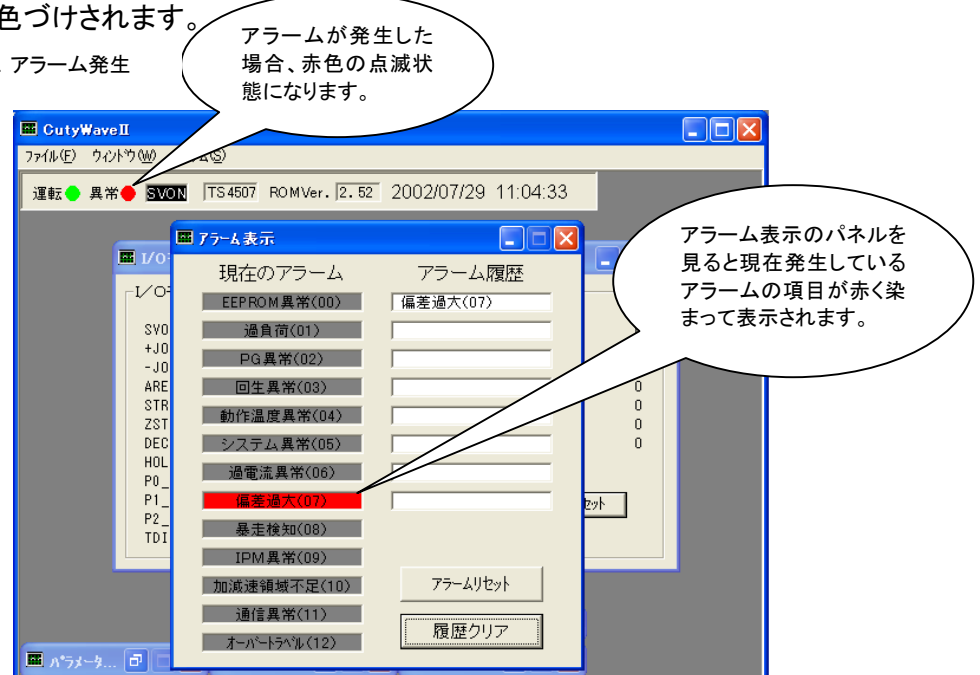 色づけされます。
アラーム発生
アラームが発生した
場合、赤色の点滅状
態になります。
CutyWaveⅡ
ファイル(F) ウィンドウ(W)
運転 異常 SVON TS4507 ROMVer. 2.52 2002/07/29 11:04:33
アラーム表示
現在のアラーム アラーム履歴
EEPROM異常(00) 偏差過大(07)
過負荷(01)
PG異常(02)
回生異常(03)
動作温度異常(04)
システム異常(05)
過電流異常(06)
偏差過大(07)
暴走検知(08)
IPM異常(09)
加減速領域不足(10)
通信異常(11)
オーバートラベル(12)
アラームリセット
履歴クリア
アラーム表示のパネルを
見ると現在発生している
アラームの項目が赤く染
まって表示されます。
I/O
I/O
SVO
+JO
-JO
ARE 0
STR 0
ZST 0
DEC 0
HOL
P0_
P1_
P2_
TDI
セット
パラメータ...